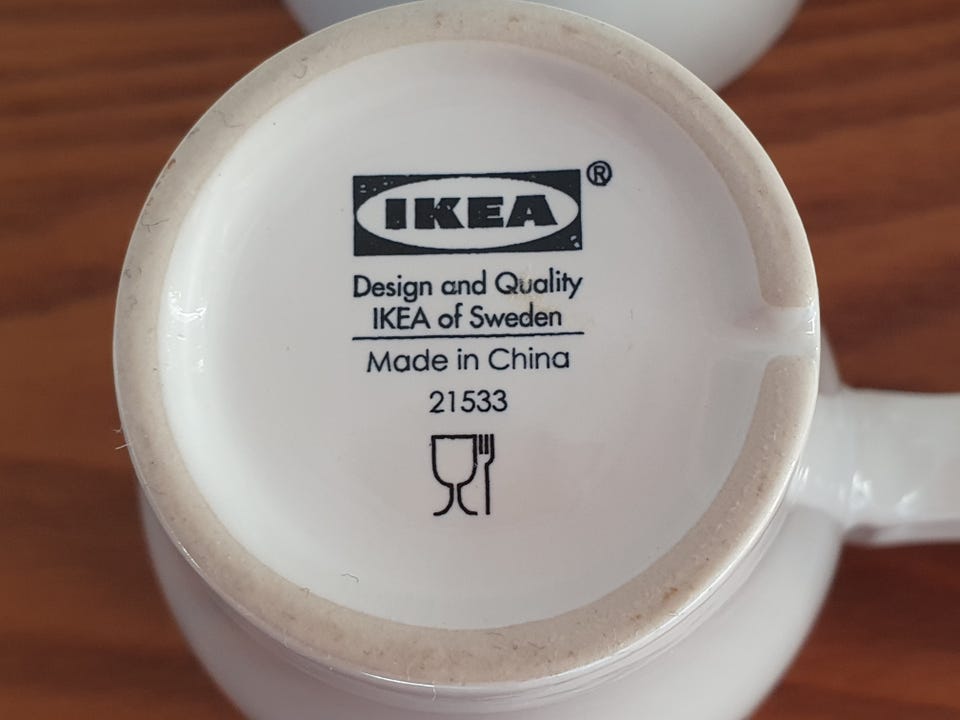 IKEA®
Design and Quality
IKEA of Sweden
Made in China
21533